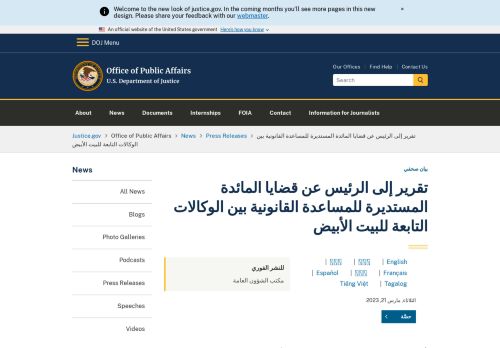 Welcome to the new look of justice.gov. In the coming months you'll see more pages in this new
design. Please share your feedback with our webmaster.
An official website of the United States government Here's how you know
DOJ Menu
Office of Public Affairs
U.S. Department of Justice
Our Offices | Find Help | Contact Us
Search
About News Documents Internships FOIA Contact Information for Journalists
Justice.gov > Office of Public Affairs > News > Press Releases > تقرير إلى الرئيس عن قضايا المائدة المستديرة للمساعدة القانونية بين
الوكالات التابعة للبيت الأبيض
News
All News
Blogs
Photo Galleries
Podcasts
Press Releases
Speeches
Videos
بيان صحفي
تقرير إلى الرئيس عن قضايا المائدة
المستديرة للمساعدة القانونية بين الوكالات
التابعة للبيت الأبيض
English |
Français | Español |
Tagalog | Tiếng Việt
الثلاثاء, مارس 21, 2023
للنشر الفوري
مكتب الشؤون العامة